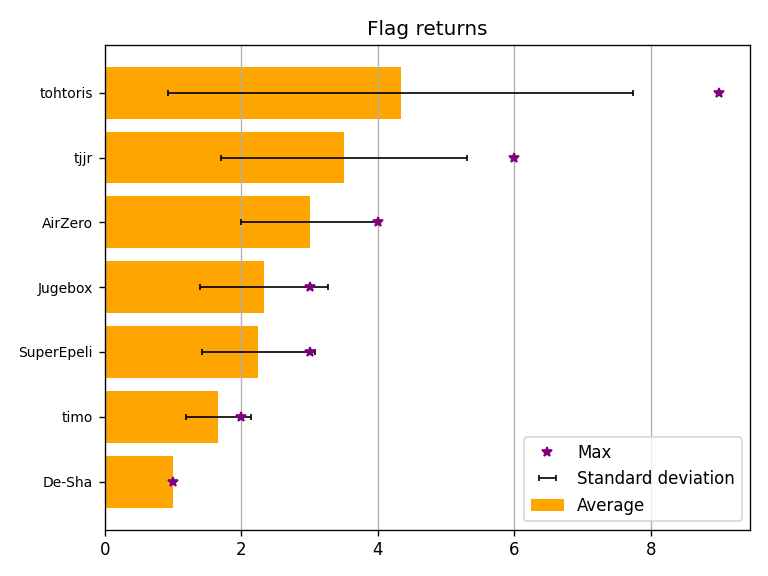 Flag returns
tohtoris
tjjr
AirZero
Jugebox
SuperEpeli
timo
De-Sha
Max
Standard deviation
Average
0 2 4 6 8